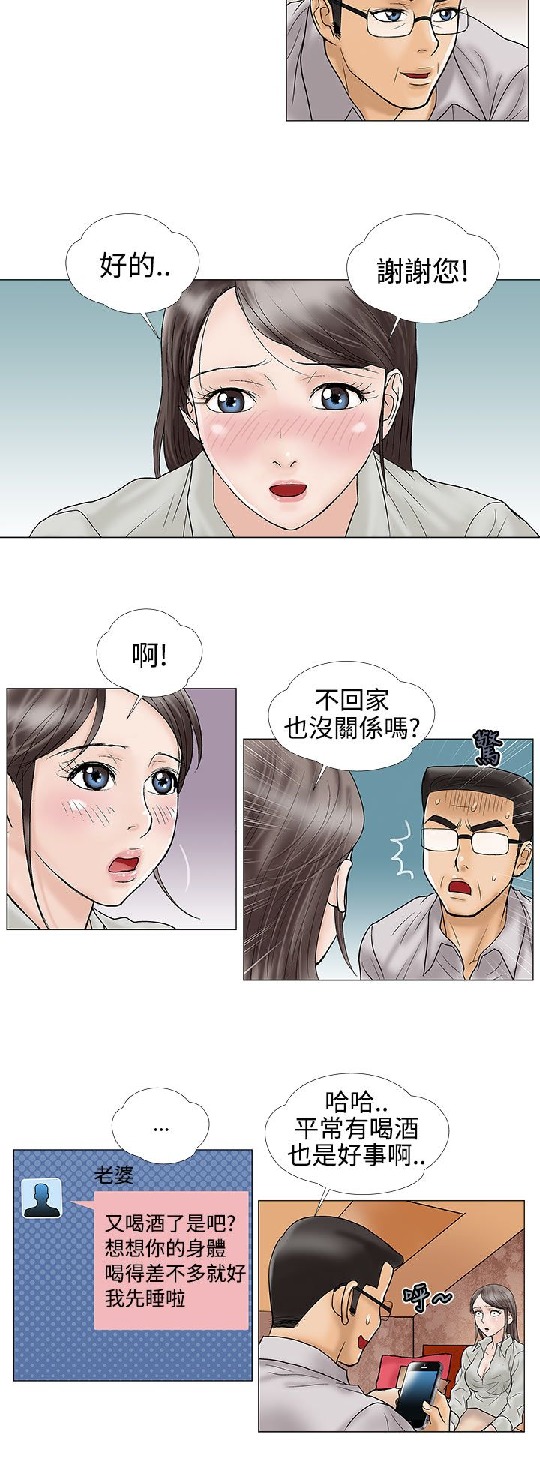 好的..
謝謝您!
啊!
不回家
也沒關係嗎?
驚
...
老婆
又喝酒了是吧?
想想你的身體
喝得差不多就好
我先睡啦
哈哈..
平常有喝酒
也是好事啊..
呼~